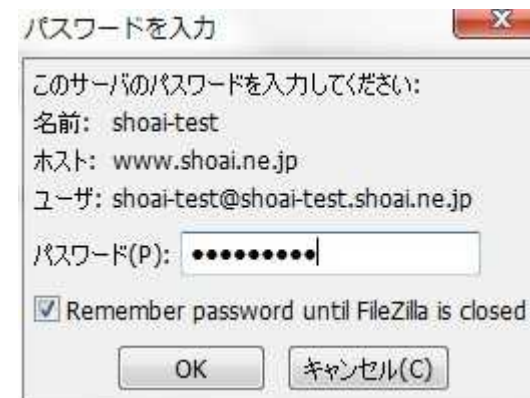 パスワードを入力
このサーバのパスワードを入力してください:
名前: shoai-test
ホスト: www.shoai.ne.jp
ユーザ: shoai-test@shoai-test.shoai.ne.jp
パスワード(P): ●●●●●●●●●
Remember password until FileZilla is closed
OK キャンセル(C)